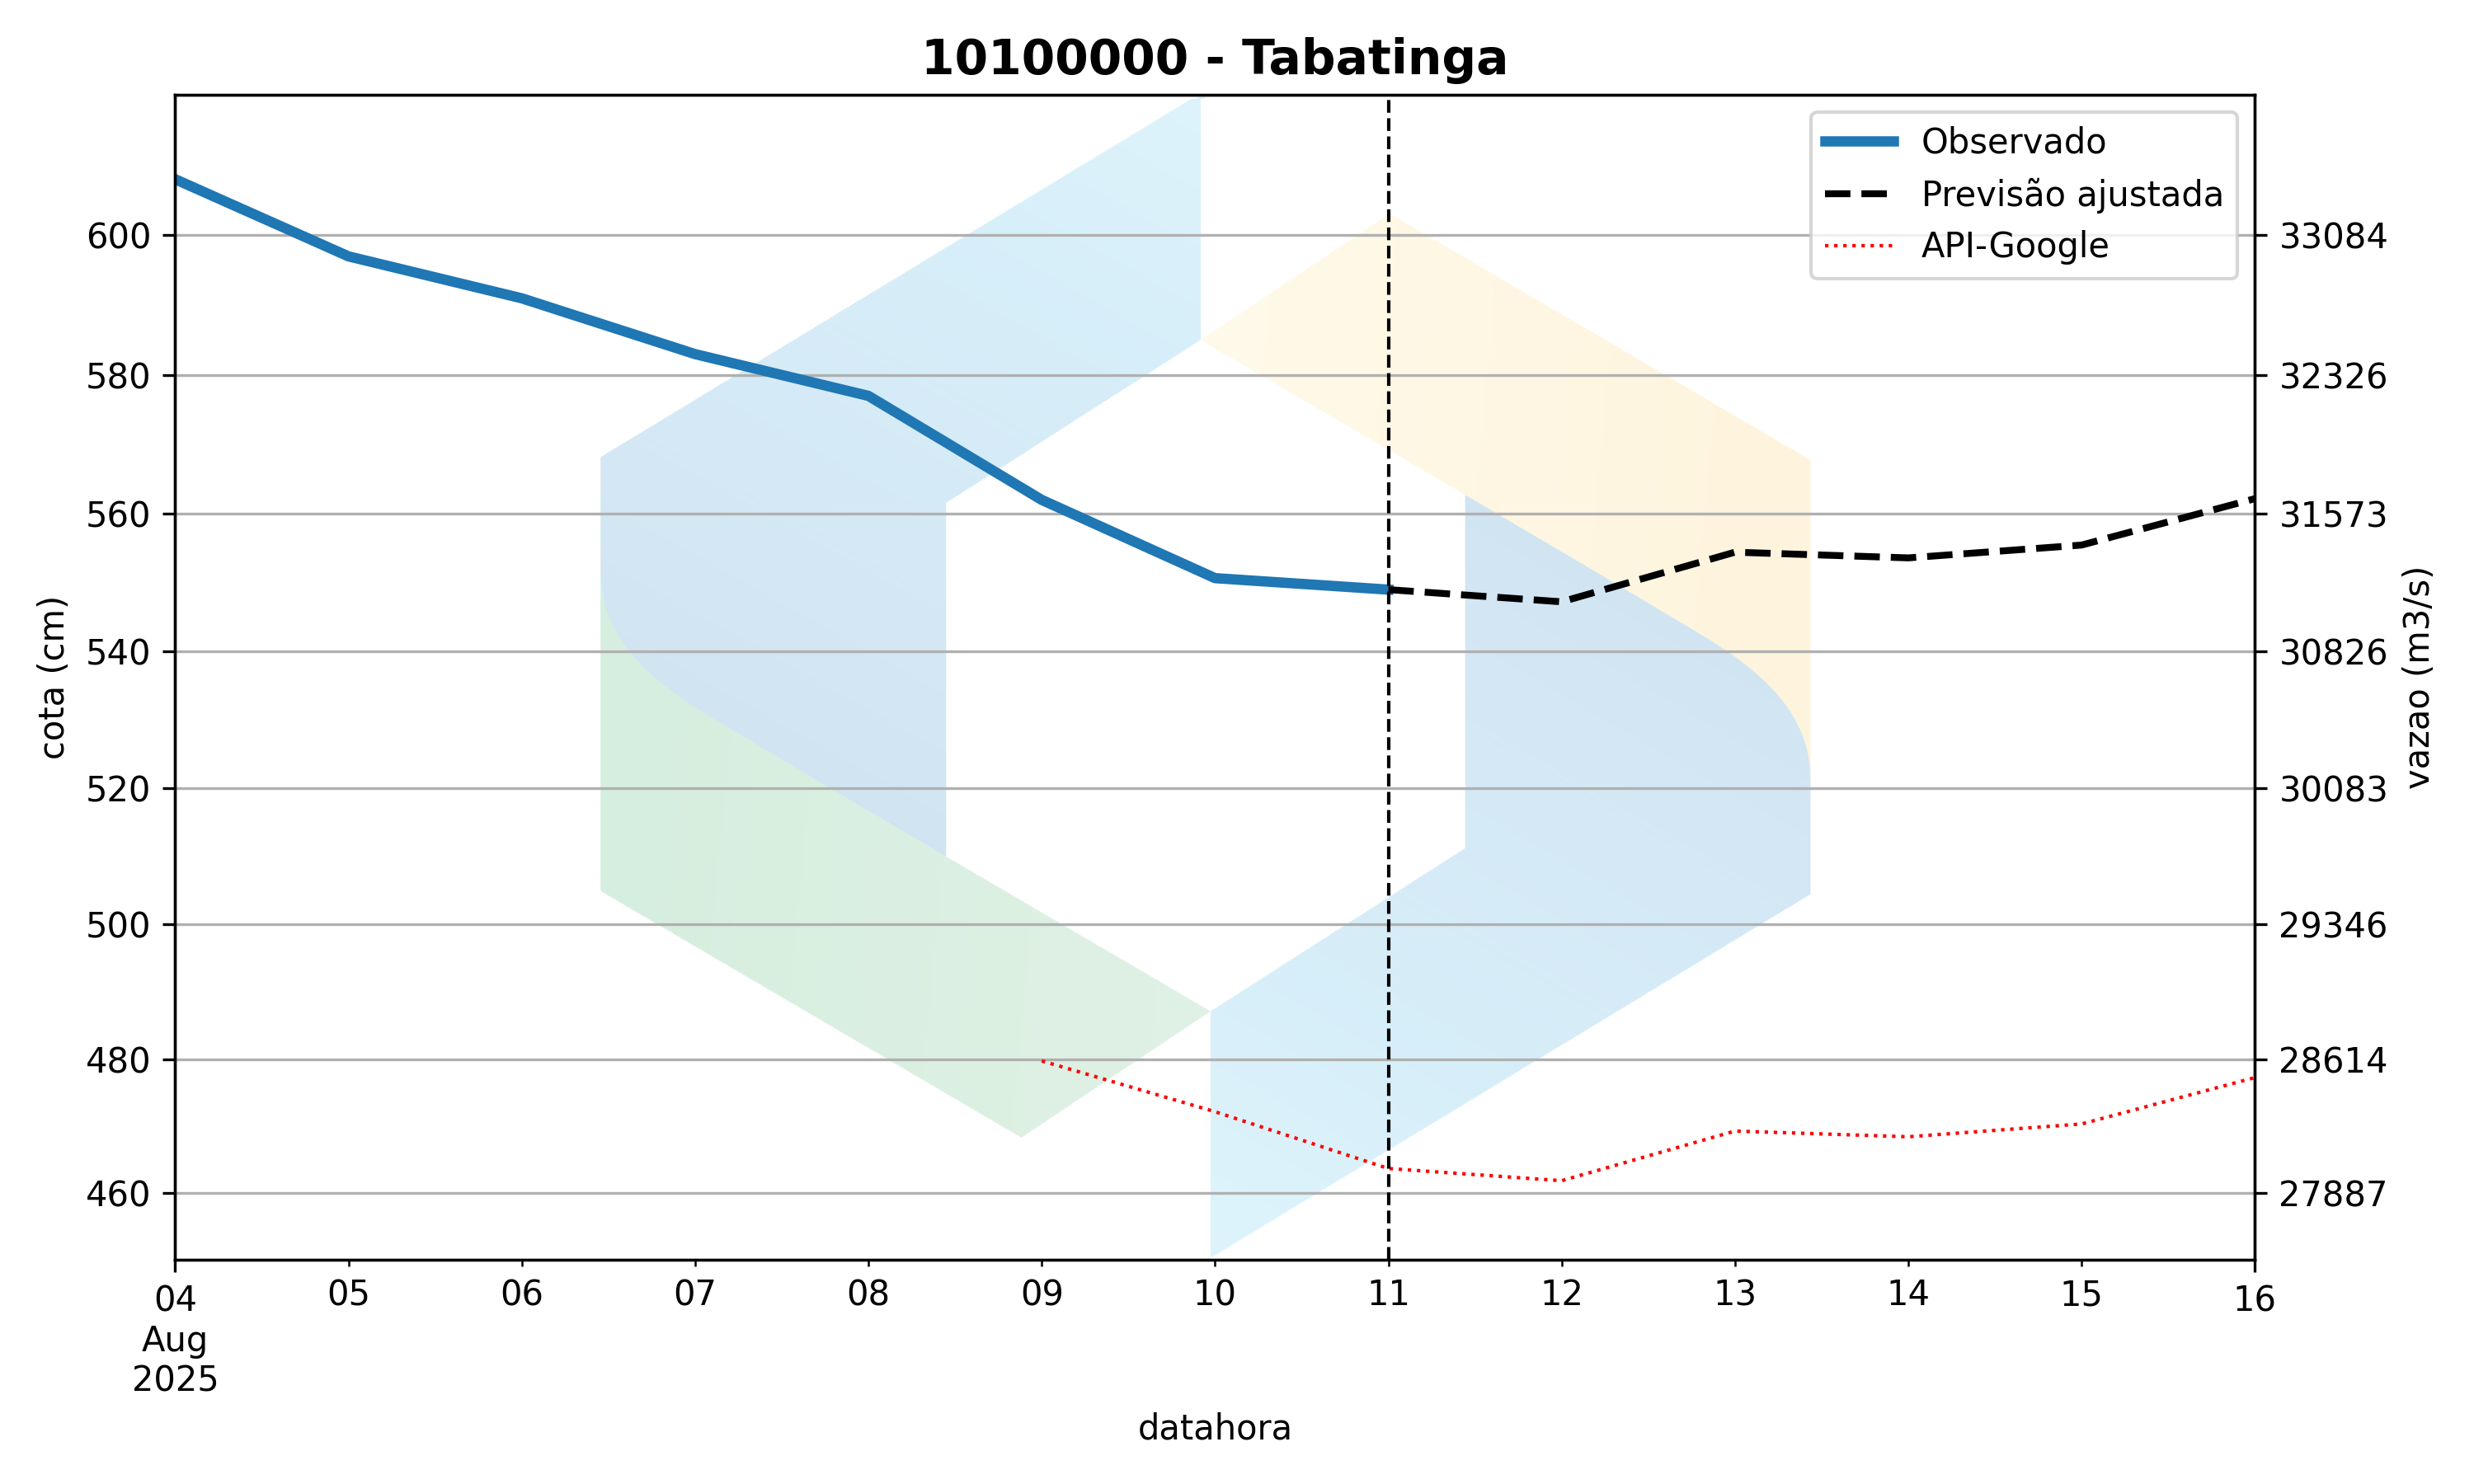 10100000 - Tabatinga
Observado
Previsão ajustada
API-Google
600
580
560
540
520
500
480
460
cota (cm)
33084
32326
31573
30826
30083
29346
28614
27887
vazao (m3/s)
04 05 06 07 08 09 10 11 12 13 14 15 16
Aug
2025
datahora